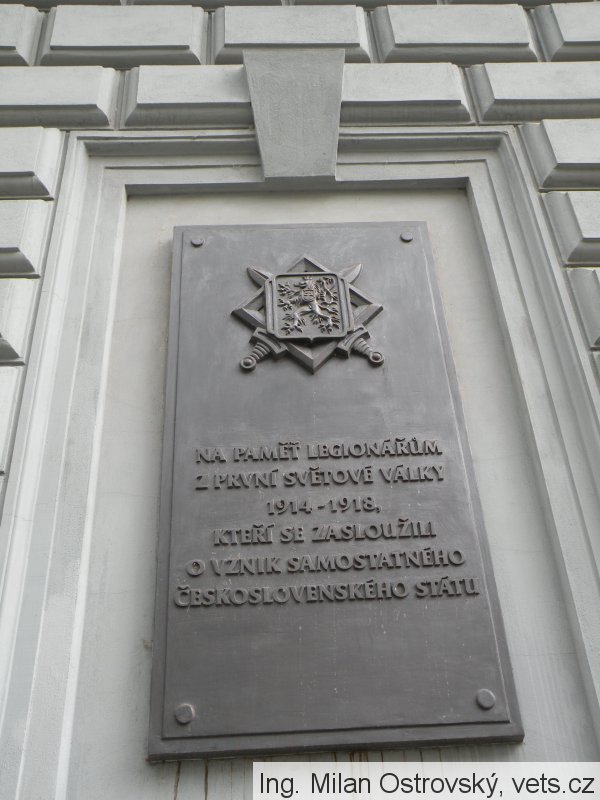 NA PAMĚŤ LEGIONÁŘŮM
Z PRVNÍ SVĚTOVÉ VÁLKY
1914-1918,
KTEŘÍ SE ZASLOUŽILI
O VZNIK SAMOSTATNÉHO
ČESKOSLOVENSKÉHO STÁTU
Ing. Milan Ostrovský, vets.cz